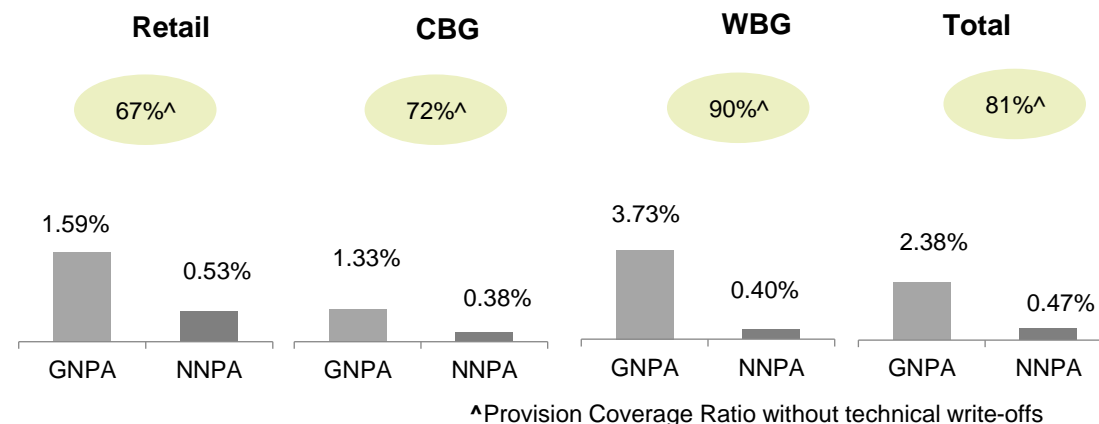 Retail CBG WBG Total
67%^ 72%^ 90%^ 81%^
1.59% 0.53% 1.33% 0.38% 3.73% 0.40% 2.38% 0.47%
GNPA NNPA GNPA NNPA GNPA NNPA GNPA NNPA
^Provision Coverage Ratio without technical write-offs